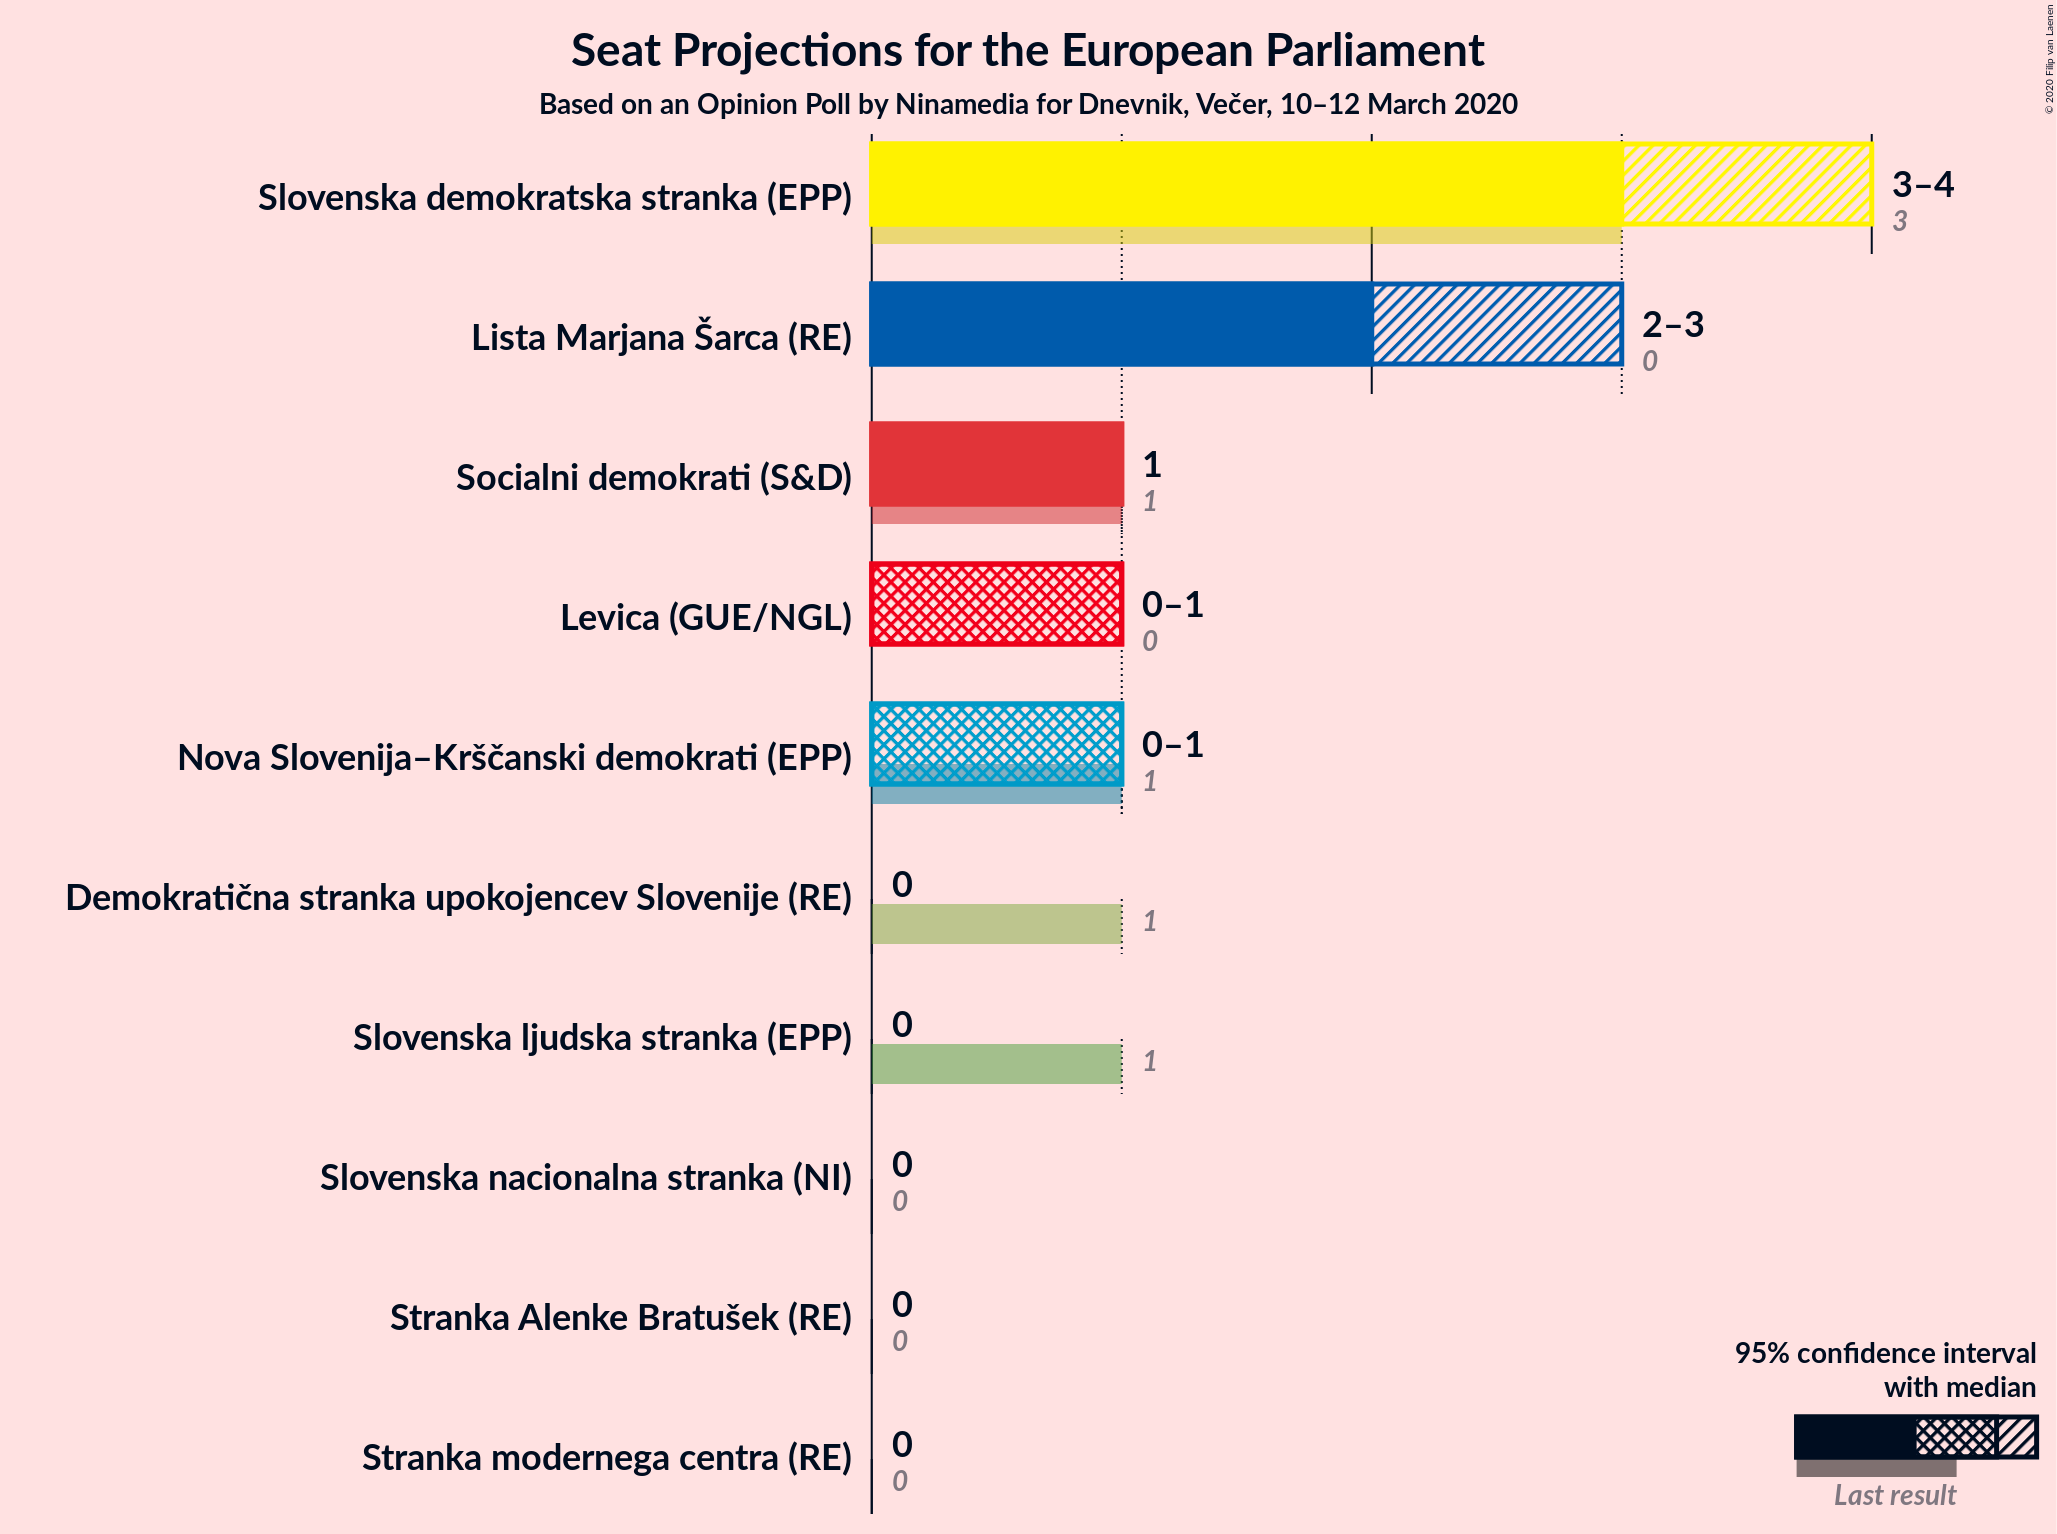 Seat Projections for the European Parliament
Based on an Opinion Poll by Ninamedia for Dnevnik, Večer, 10–12 March 2020
© 2020 Filip van Laenen
Slovenska demokratska stranka (EPP)
3–4
3
Lista Marjana Šarca (RE)
2–3
0
Socialni demokrati (S&D)
1
1
Levica (GUE/NGL)
0–1
0
Nova Slovenija–Krščanski demokrati (EPP)
0–1
1
Demokratična stranka upokojencev Slovenije (RE)
0
1
Slovenska ljudska stranka (EPP)
0
1
Slovenska nacionalna stranka (NI)
0
0
Stranka Alenke Bratušek (RE)
0
0
Stranka modernega centra (RE)
0
0
95% confidence interval
with median
Last result